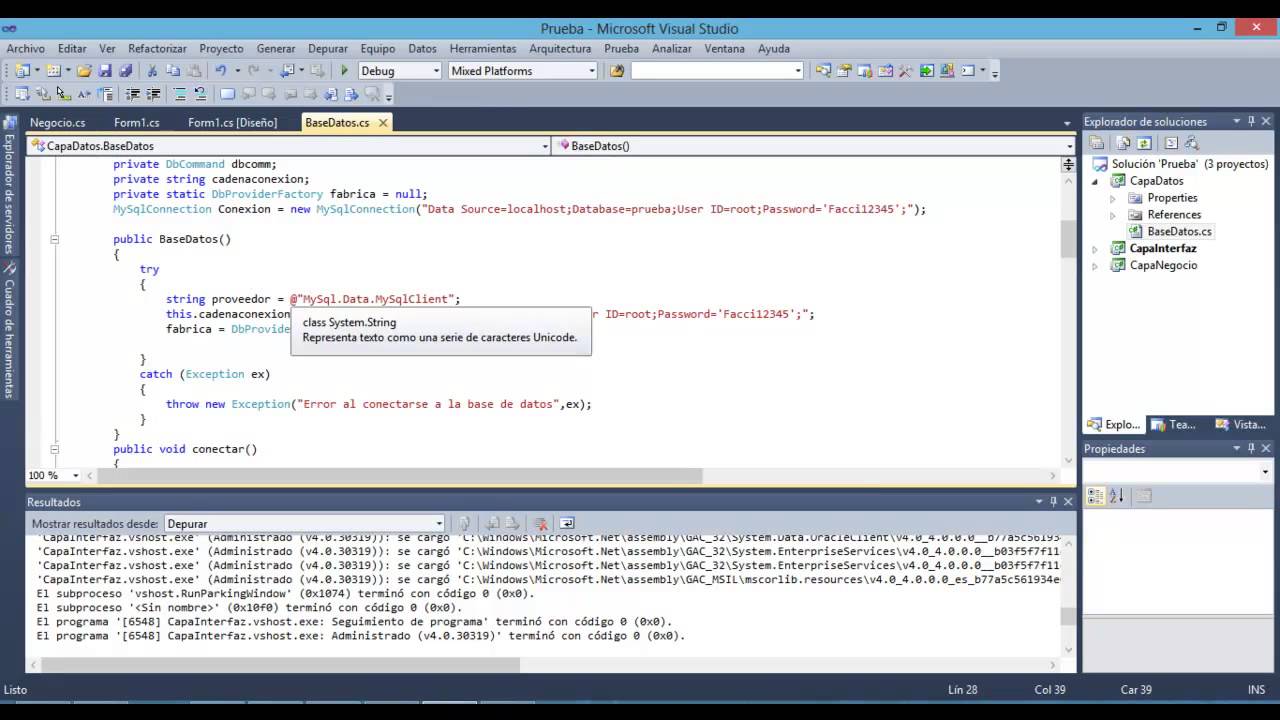 Prueba - Microsoft Visual Studio
Archivo Editar Ver Refactorizar Proyecto Generar Depurar Equipo Datos Herramientas Arquitectura Prueba Analizar Ventana Ayuda
Debug Mixed Platforms
Negocio.cs Form1.cs Form1.cs [Diseño] BaseDatos.cs
CapaDatos.BaseDatos BaseDatos()
Explorador de servidores
Cuadro de herramientas
private DbCommand dbcomm;
private string cadenaconexion;
private static DbProviderFactory fabrica = null;
MySqlConnection Conexion = new MySqlConnection("Data Source=localhost;Database=prueba;User ID=root;Password='Facci12345';");
public BaseDatos()
{
try
{
string proveedor = @"MySql.Data.MySqlClient";
this.cadenaconexion r ID=root;Password='Facci12345';";
fabrica = DbProvide
class System.String
Representa texto como una serie de caracteres Unicode.
}
catch (Exception ex)
{
throw new Exception("Error al conectarse a la base de datos",ex);
}
}
public void conectar()
{
100 %
Resultados
Mostrar resultados desde: Depurar
'CapaInterfaz.vshost.exe' (Administrado (v4.0.30319)): se cargó 'C:\Windows\Microsoft.Net\assembly\GAC_32\System.Data.OracleClient\v4.0_4.0.0.0__b77a5c
'CapaInterfaz.vshost.exe' (Administrado (v4.0.30319)): se cargó 'C:\Windows\Microsoft.Net\assembly\GAC_32\System.EnterpriseServices\v4.0_4.0.0.0__b03f5f7f11
'CapaInterfaz.vshost.exe' (Administrado (v4.0.30319)): se cargó 'C:\Windows\Microsoft.Net\assembly\GAC_32\System.EnterpriseServices\v4.0_4.0.0.0__b03f5f7f11
'CapaInterfaz.vshost.exe' (Administrado (v4.0.30319)): se cargó 'C:\Windows\Microsoft.Net\assembly\GAC_MSIL\mscorlib.resources\v4.0_4.0.0.0_es_b77a5c561934e
El subproceso 'vshost.RunParkingWindow' (0x1074) terminó con código 0 (0x0).
El subproceso '<Sin nombre>' (0x10f0) terminó con código 0 (0x0).
El programa '[6548] CapaInterfaz.vshost.exe: Seguimiento de programa' terminó con código 0 (0x0).
El programa '[6548] CapaInterfaz.vshost.exe: Administrado (v4.0.30319)' terminó con código 0 (0x0).
Explorador de soluciones
Solución 'Prueba' (3 proyectos)
CapaDatos
Properties
References
BaseDatos.cs
CapaInterfaz
CapaNegocio
Explo... Tea... Vista...
Propiedades
Listo Lín 28 Col 39 Car 39 INS